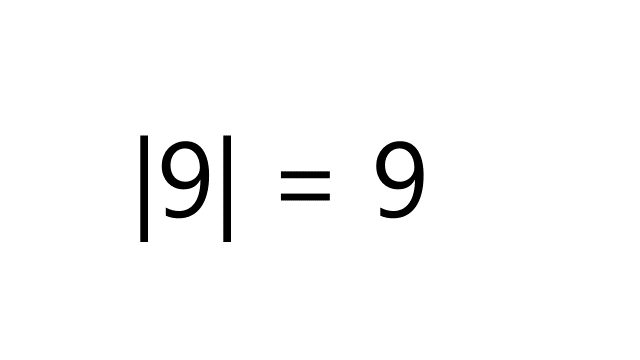 |9| = 9